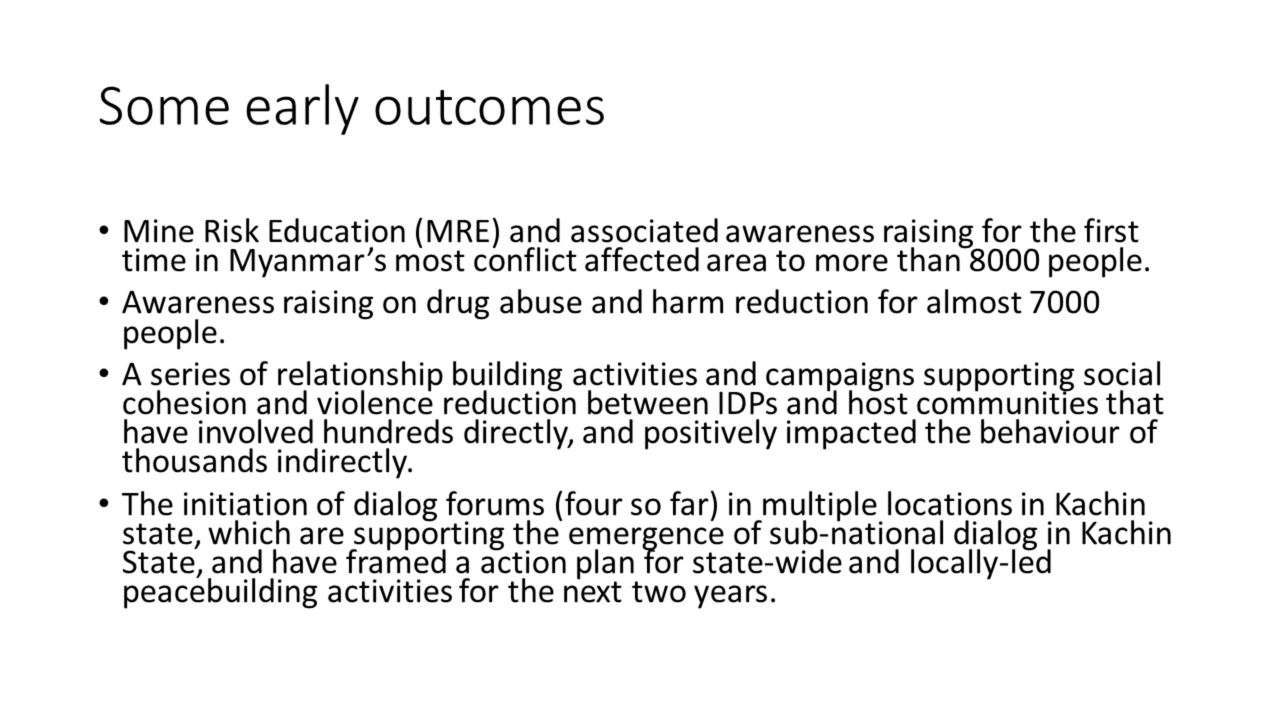 Some early outcomes
• Mine Risk Education (MRE) and associated awareness raising for the first
time in Myanmar’s most conflict affected area to more than 8000 people.
• Awareness raising on drug abuse and harm reduction for almost 7000
people.
• A series of relationship building activities and campaigns supporting social
cohesion and violence reduction between IDPs and host communities that
have involved hundreds directly, and positively impacted the behaviour of
thousands indirectly.
• The initiation of dialog forums (four so far) in multiple locations in Kachin
state, which are supporting the emergence of sub-national dialog in Kachin
State, and have framed a action plan for state-wide and locally-led
peacebuilding activities for the next two years.